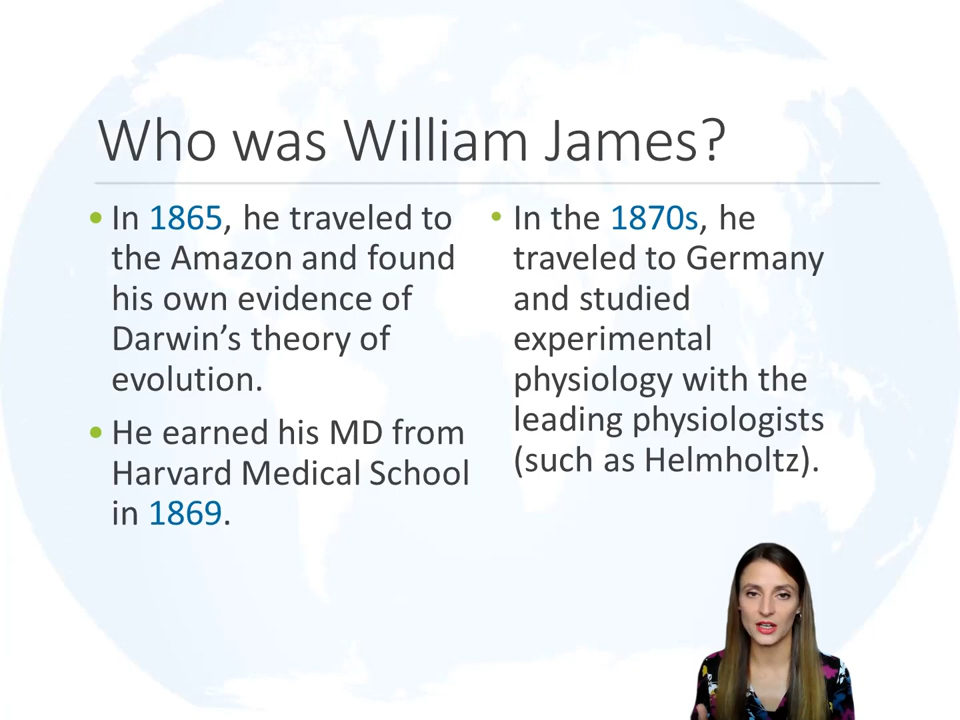 Who was William James?
• In 1865, he traveled to
the Amazon and found
his own evidence of
Darwin’s theory of
evolution.
• He earned his MD from
Harvard Medical School
in 1869.
• In the 1870s, he
traveled to Germany
and studied
experimental
physiology with the
leading physiologists
(such as Helmholtz).